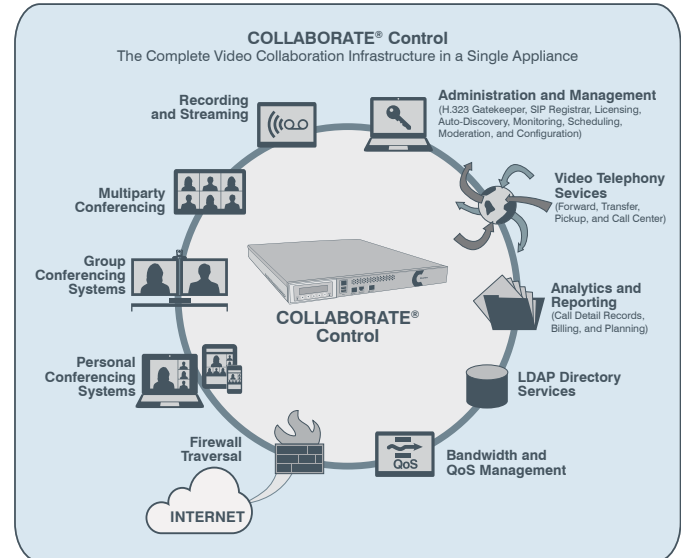 COLLABORATE® Control
The Complete Video Collaboration Infrastructure in a Single Appliance
Recording
and Streaming
Administration and Management
(H.323 Gatekeeper, SIP Registrar, Licensing,
Auto-Discovery, Monitoring, Scheduling,
Moderation, and Configuration)
Multiparty
Conferencing
Video Telephony
Sevices
(Forward, Transfer,
Pickup, and Call Center)
Group
Conferencing
Systems
COLLABORATE®
Control
Analytics and
Reporting
(Call Detail Records,
Billing, and Planning)
Personal
Conferencing
Systems
LDAP Directory
Services
Firewall
Traversal
QoS
Bandwidth and
QoS Management
INTERNET